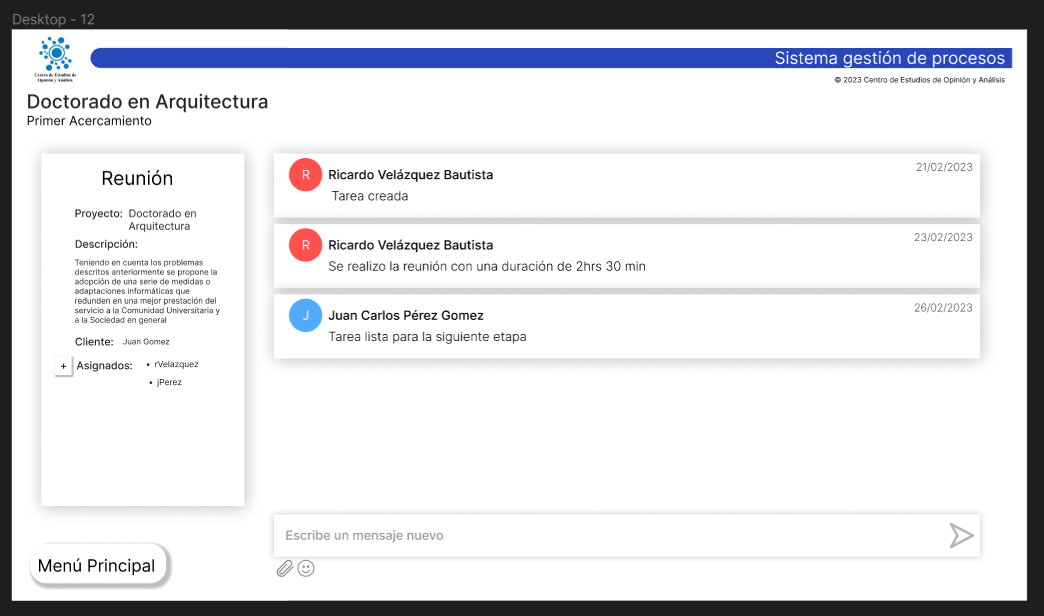 Desktop - 12
Centro de Estudios de
Opinión y Análisis
Sistema gestión de procesos
© 2023 Centro de Estudios de Opinión y Análisis
Doctorado en Arquitectura
Primer Acercamiento
Reunión
Proyecto: Doctorado en
Arquitectura
Descripción:
Teniendo en cuenta los problemas
descritos anteriormente se propone la
adopción de una serie de medidas o
adaptaciones informáticas que
redunden en una mejor prestación del
servicio a la Comunidad Universitaria y
a la Sociedad en general
Cliente: Juan Gomez
+ Asignados: • rVelazquez
• jPerez
Menú Principal
R Ricardo Velázquez Bautista 21/02/2023
Tarea creada
R Ricardo Velázquez Bautista 23/02/2023
Se realizo la reunión con una duración de 2hrs 30 min
J Juan Carlos Pérez Gomez 26/02/2023
Tarea lista para la siguiente etapa
Escribe un mensaje nuevo